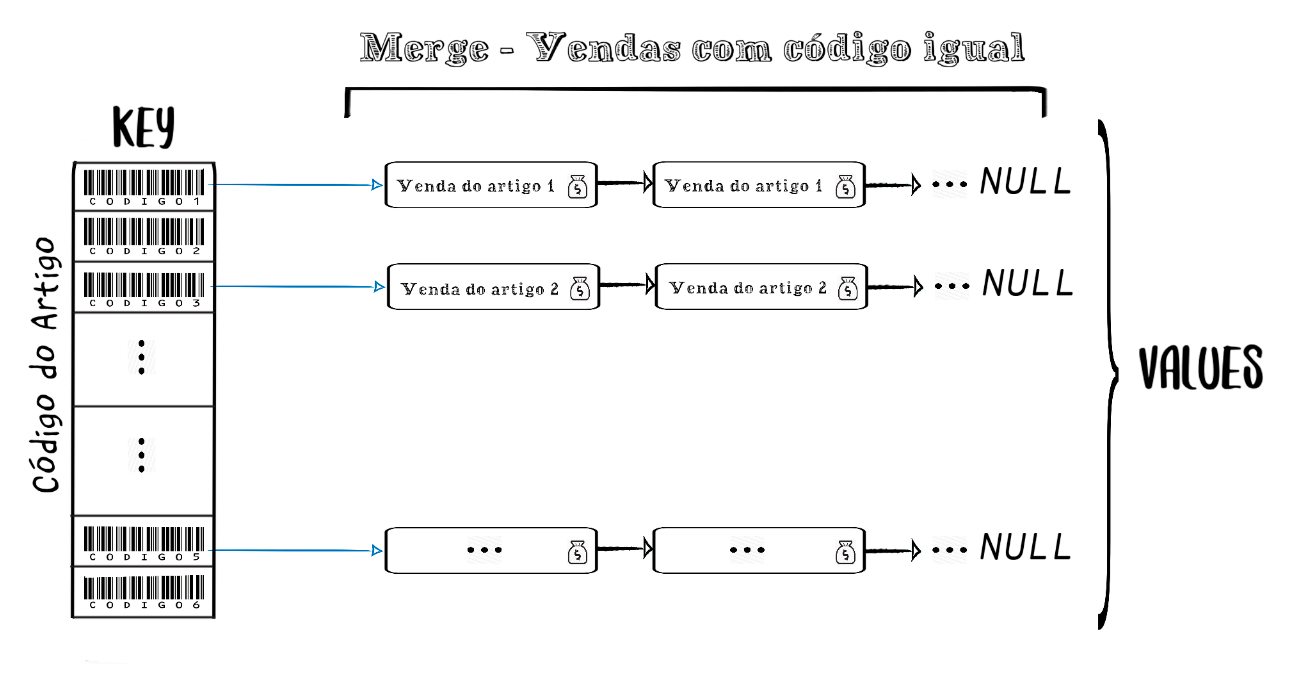 Merge - Vendas com código igual
KEY
Código do Artigo
CODIGO1
Venda do artigo 1 $
Venda do artigo 1 $
... NULL
CODIGO2
CODIGO3
Venda do artigo 2 $
Venda do artigo 2 $
... NULL
...
...
VALUES
CODIGO5
... $
... $
... NULL
CODIGO6